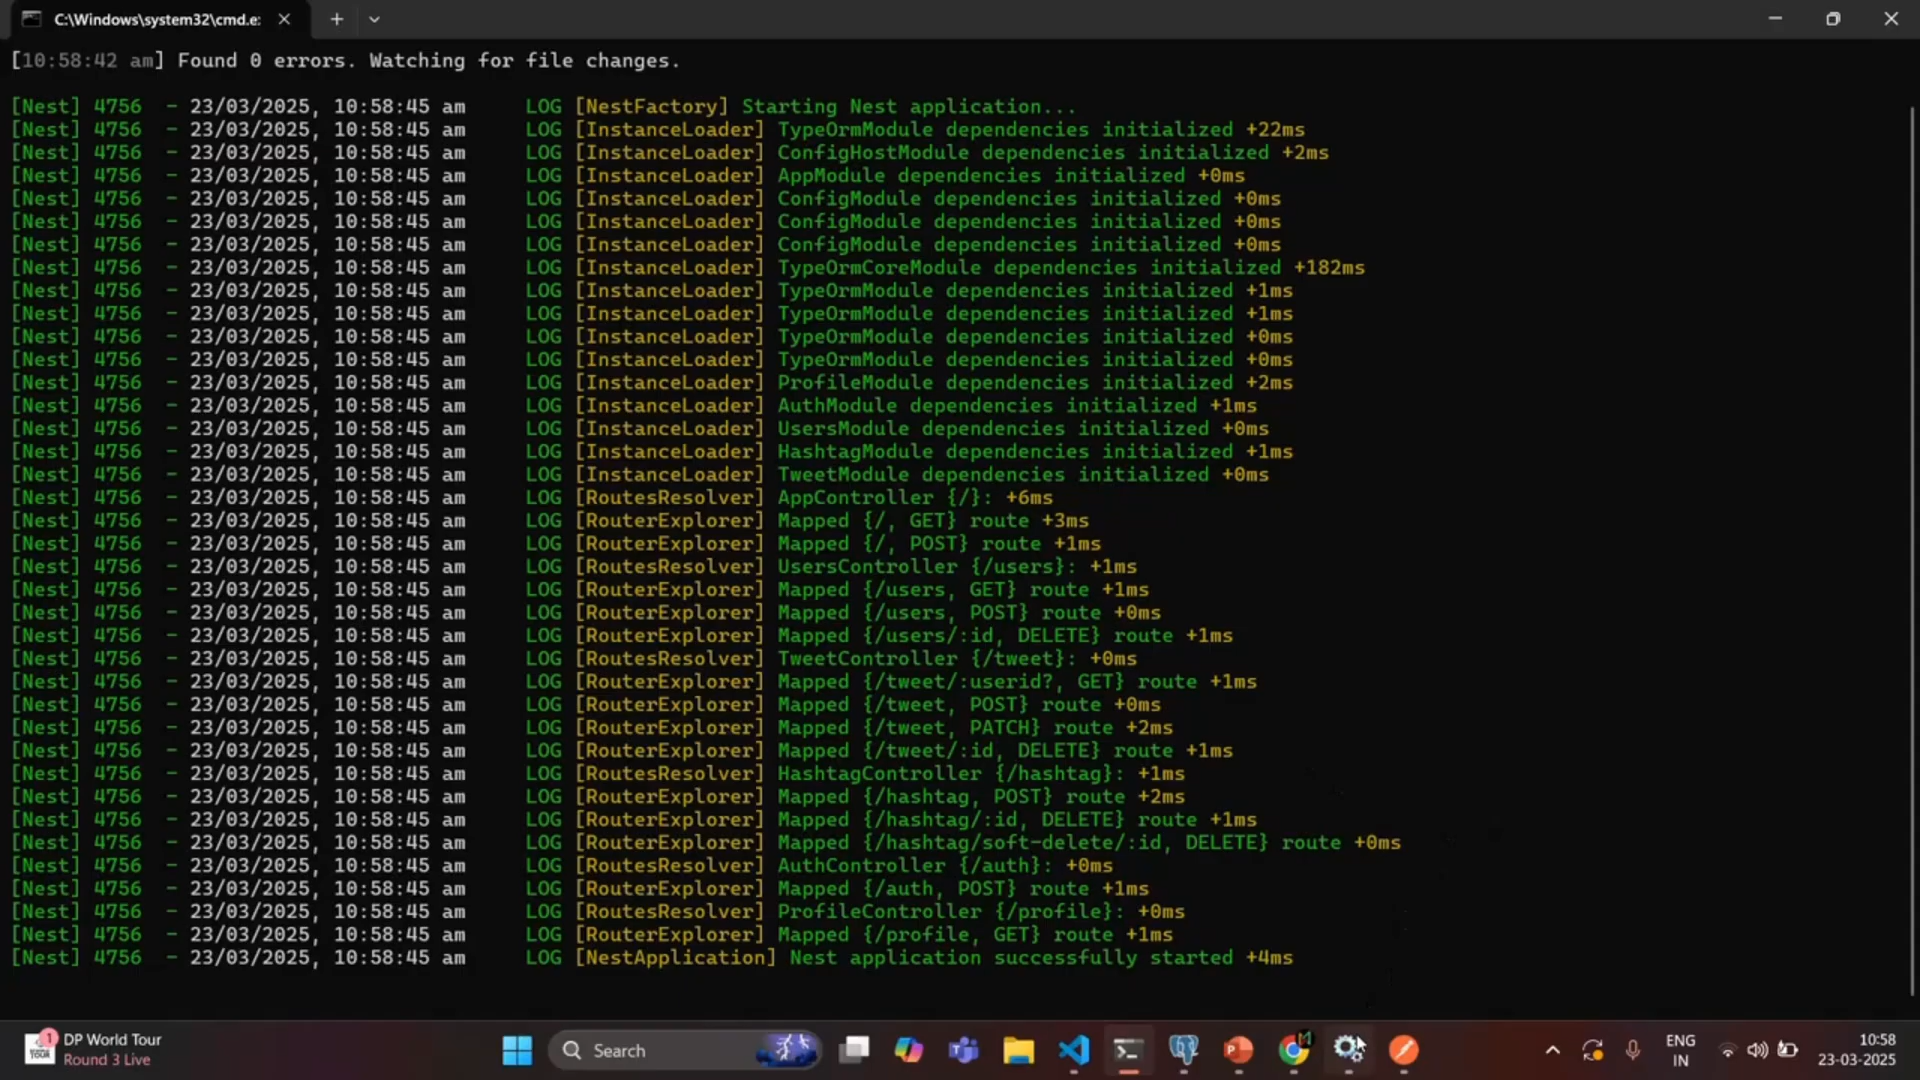 C:\Windows\system32\cmd.e:
[10:58:42 am] Found 0 errors. Watching for file changes.
[Nest] 4756  - 23/03/2025, 10:58:45 am     LOG [NestFactory] Starting Nest application...
[Nest] 4756  - 23/03/2025, 10:58:45 am     LOG [InstanceLoader] TypeOrmModule dependencies initialized +22ms
[Nest] 4756  - 23/03/2025, 10:58:45 am     LOG [InstanceLoader] ConfigHostModule dependencies initialized +2ms
[Nest] 4756  - 23/03/2025, 10:58:45 am     LOG [InstanceLoader] AppModule dependencies initialized +0ms
[Nest] 4756  - 23/03/2025, 10:58:45 am     LOG [InstanceLoader] ConfigModule dependencies initialized +0ms
[Nest] 4756  - 23/03/2025, 10:58:45 am     LOG [InstanceLoader] ConfigModule dependencies initialized +0ms
[Nest] 4756  - 23/03/2025, 10:58:45 am     LOG [InstanceLoader] ConfigModule dependencies initialized +0ms
[Nest] 4756  - 23/03/2025, 10:58:45 am     LOG [InstanceLoader] TypeOrmCoreModule dependencies initialized +182ms
[Nest] 4756  - 23/03/2025, 10:58:45 am     LOG [InstanceLoader] TypeOrmModule dependencies initialized +1ms
[Nest] 4756  - 23/03/2025, 10:58:45 am     LOG [InstanceLoader] TypeOrmModule dependencies initialized +1ms
[Nest] 4756  - 23/03/2025, 10:58:45 am     LOG [InstanceLoader] TypeOrmModule dependencies initialized +0ms
[Nest] 4756  - 23/03/2025, 10:58:45 am     LOG [InstanceLoader] TypeOrmModule dependencies initialized +0ms
[Nest] 4756  - 23/03/2025, 10:58:45 am     LOG [InstanceLoader] ProfileModule dependencies initialized +2ms
[Nest] 4756  - 23/03/2025, 10:58:45 am     LOG [InstanceLoader] AuthModule dependencies initialized +1ms
[Nest] 4756  - 23/03/2025, 10:58:45 am     LOG [InstanceLoader] UsersModule dependencies initialized +0ms
[Nest] 4756  - 23/03/2025, 10:58:45 am     LOG [InstanceLoader] HashtagModule dependencies initialized +1ms
[Nest] 4756  - 23/03/2025, 10:58:45 am     LOG [InstanceLoader] TweetModule dependencies initialized +0ms
[Nest] 4756  - 23/03/2025, 10:58:45 am     LOG [RoutesResolver] AppController {/}: +6ms
[Nest] 4756  - 23/03/2025, 10:58:45 am     LOG [RouterExplorer] Mapped {/, GET} route +3ms
[Nest] 4756  - 23/03/2025, 10:58:45 am     LOG [RouterExplorer] Mapped {/, POST} route +1ms
[Nest] 4756  - 23/03/2025, 10:58:45 am     LOG [RoutesResolver] UsersController {/users}: +1ms
[Nest] 4756  - 23/03/2025, 10:58:45 am     LOG [RouterExplorer] Mapped {/users, GET} route +1ms
[Nest] 4756  - 23/03/2025, 10:58:45 am     LOG [RouterExplorer] Mapped {/users, POST} route +0ms
[Nest] 4756  - 23/03/2025, 10:58:45 am     LOG [RouterExplorer] Mapped {/users/:id, DELETE} route +1ms
[Nest] 4756  - 23/03/2025, 10:58:45 am     LOG [RoutesResolver] TweetController {/tweet}: +0ms
[Nest] 4756  - 23/03/2025, 10:58:45 am     LOG [RouterExplorer] Mapped {/tweet/:userid?, GET} route +1ms
[Nest] 4756  - 23/03/2025, 10:58:45 am     LOG [RouterExplorer] Mapped {/tweet, POST} route +0ms
[Nest] 4756  - 23/03/2025, 10:58:45 am     LOG [RouterExplorer] Mapped {/tweet, PATCH} route +2ms
[Nest] 4756  - 23/03/2025, 10:58:45 am     LOG [RouterExplorer] Mapped {/tweet/:id, DELETE} route +1ms
[Nest] 4756  - 23/03/2025, 10:58:45 am     LOG [RoutesResolver] HashtagController {/hashtag}: +1ms
[Nest] 4756  - 23/03/2025, 10:58:45 am     LOG [RouterExplorer] Mapped {/hashtag, POST} route +2ms
[Nest] 4756  - 23/03/2025, 10:58:45 am     LOG [RouterExplorer] Mapped {/hashtag/:id, DELETE} route +1ms
[Nest] 4756  - 23/03/2025, 10:58:45 am     LOG [RouterExplorer] Mapped {/hashtag/soft-delete/:id, DELETE} route +0ms
[Nest] 4756  - 23/03/2025, 10:58:45 am     LOG [RoutesResolver] AuthController {/auth}: +0ms
[Nest] 4756  - 23/03/2025, 10:58:45 am     LOG [RouterExplorer] Mapped {/auth, POST} route +1ms
[Nest] 4756  - 23/03/2025, 10:58:45 am     LOG [RoutesResolver] ProfileController {/profile}: +0ms
[Nest] 4756  - 23/03/2025, 10:58:45 am     LOG [RouterExplorer] Mapped {/profile, GET} route +1ms
[Nest] 4756  - 23/03/2025, 10:58:45 am     LOG [NestApplication] Nest application successfully started +4ms
1
DP World Tour
Round 3 Live
Search
M
ENG
IN
10:58
23-03-2025